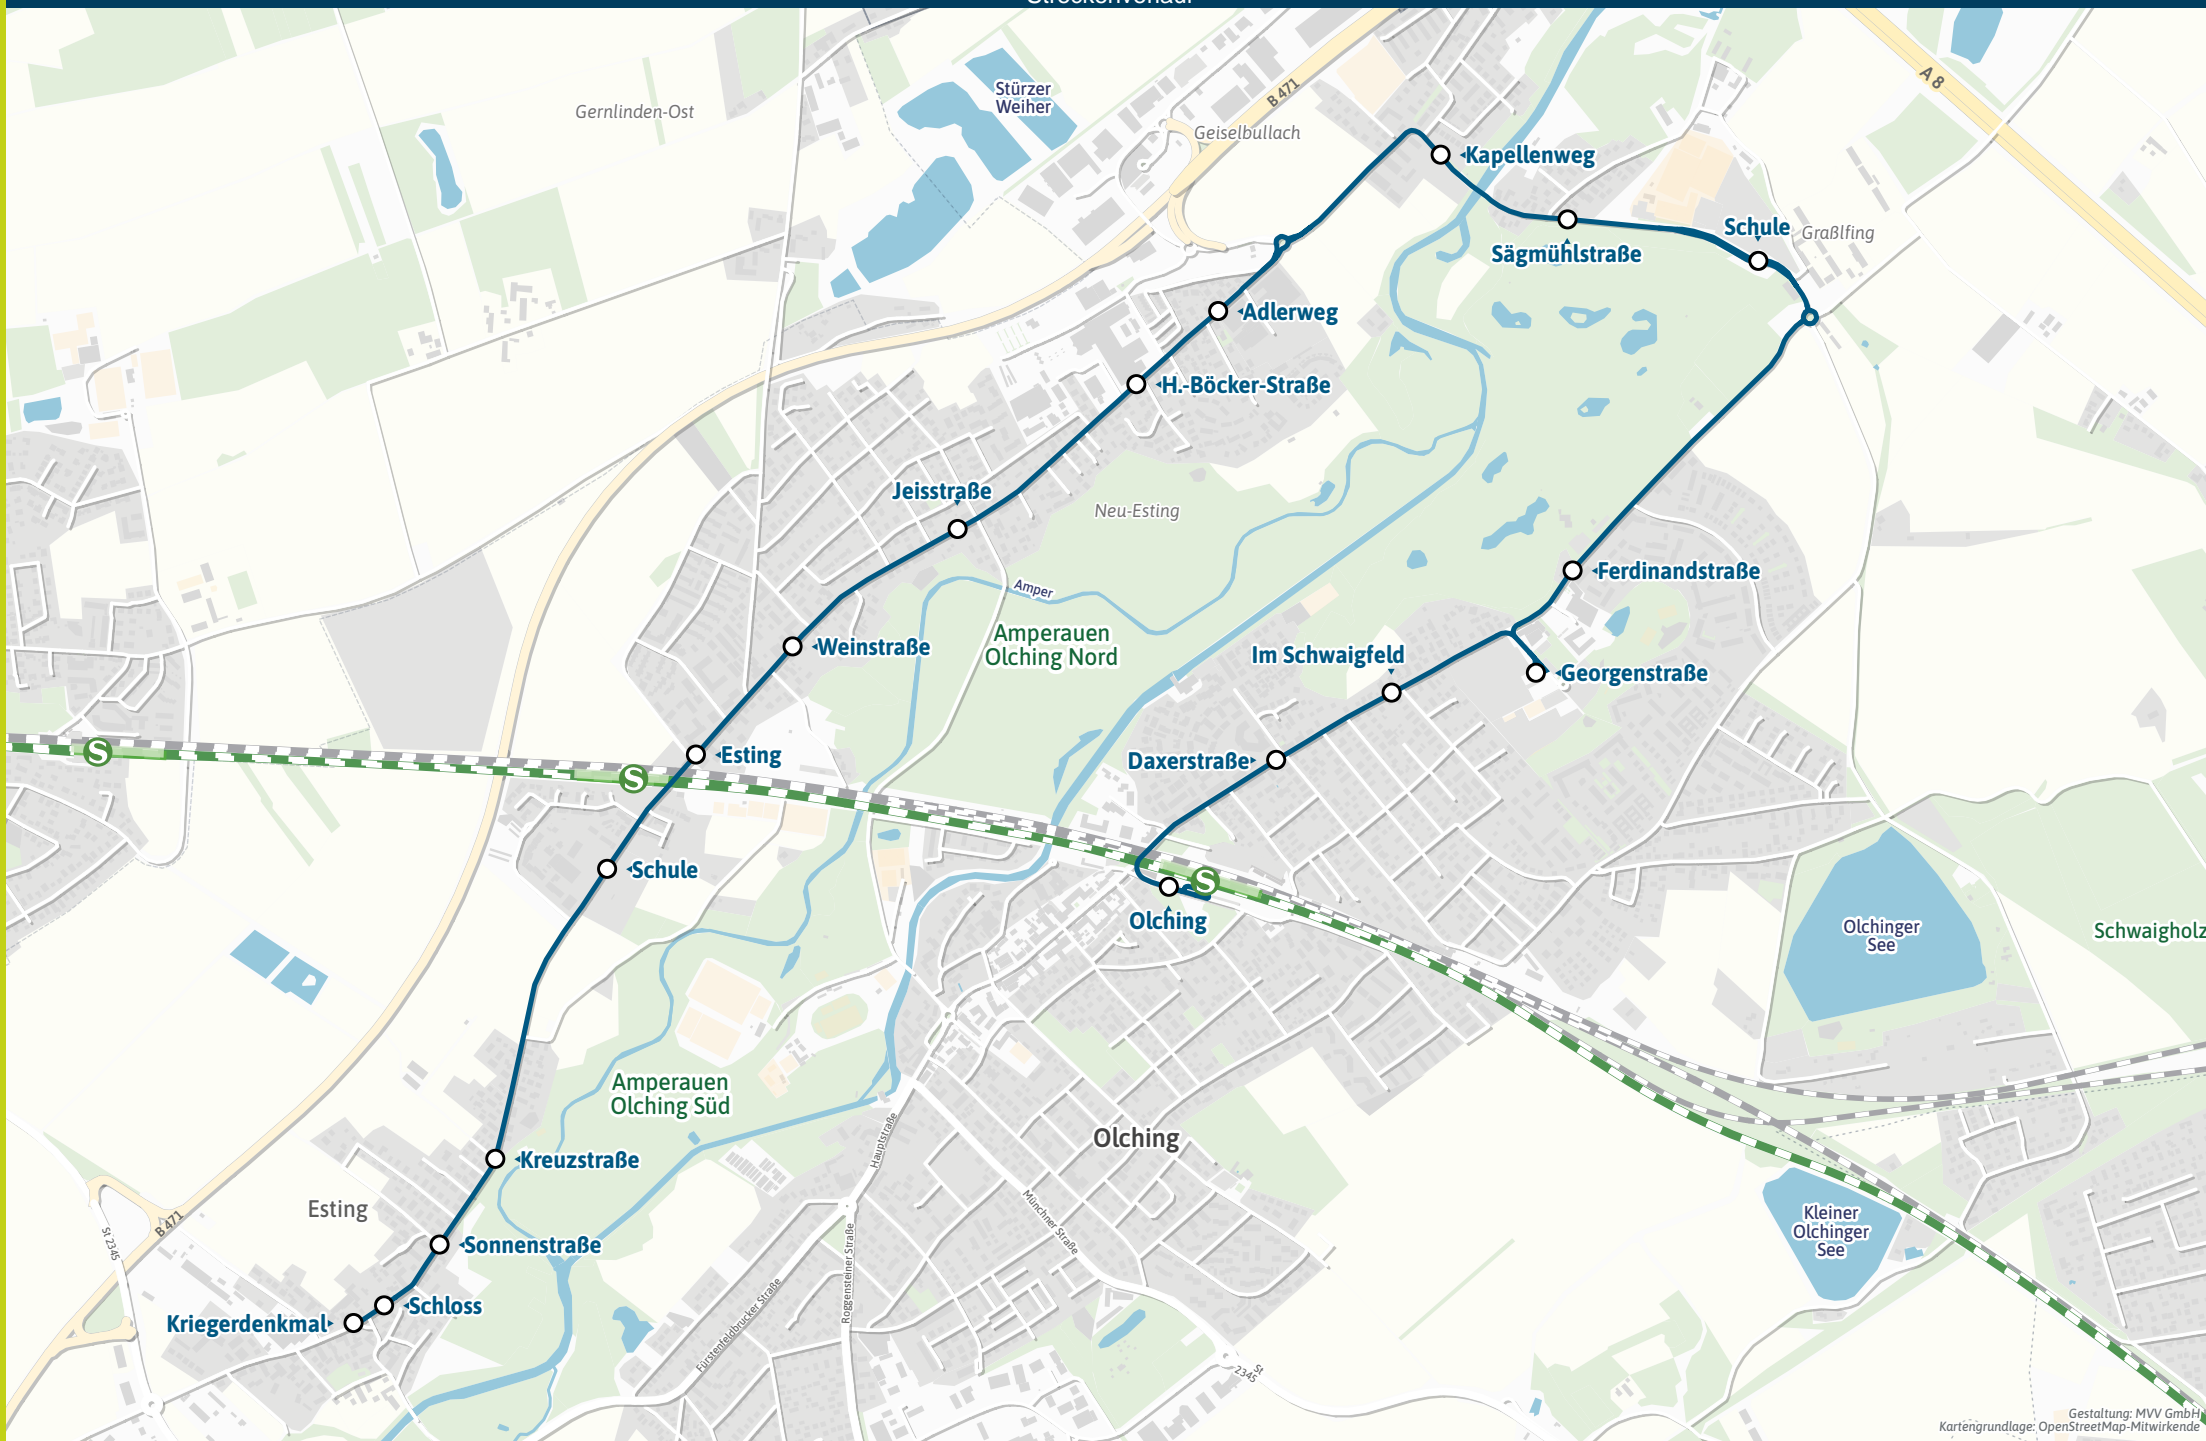 Streckenverlauf
A 8
Stürzer
Weiher
B 471
Gernlinden-Ost
Geiselbullach
Kapellenweg
Schule
Graßlfing
Sägmühlstraße
Adlerweg
H.-Böcker-Straße
Jeisstraße
Neu-Esting
Ferdinandstraße
Amper
Amperauen
Olching Nord
Weinstraße
Im Schwaigfeld
Georgenstraße
S
S
Esting
Daxerstraße
Schule
S
Olching
Olchinger
See
Schwaigholz
Amperauen
Olching Süd
Hauptstraße
Olching
Kreuzstraße
Esting
B 471
St 2345
Münchner Straße
Kleiner
Olchinger
See
Sonnenstraße
Roggensteiner Straße
Fürstenfeldbrucker Straße
Schloss
Kriegerdenkmal
St
2345
Gestaltung: MVV GmbH
Kartengrundlage: OpenStreetMap-Mitwirkende